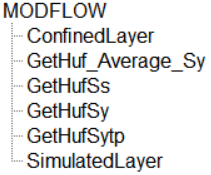 MODFLOW
ConfinedLayer
GetHuf_Average_Sy
GetHufSs
GetHufSy
GetHufSytp
SimulatedLayer